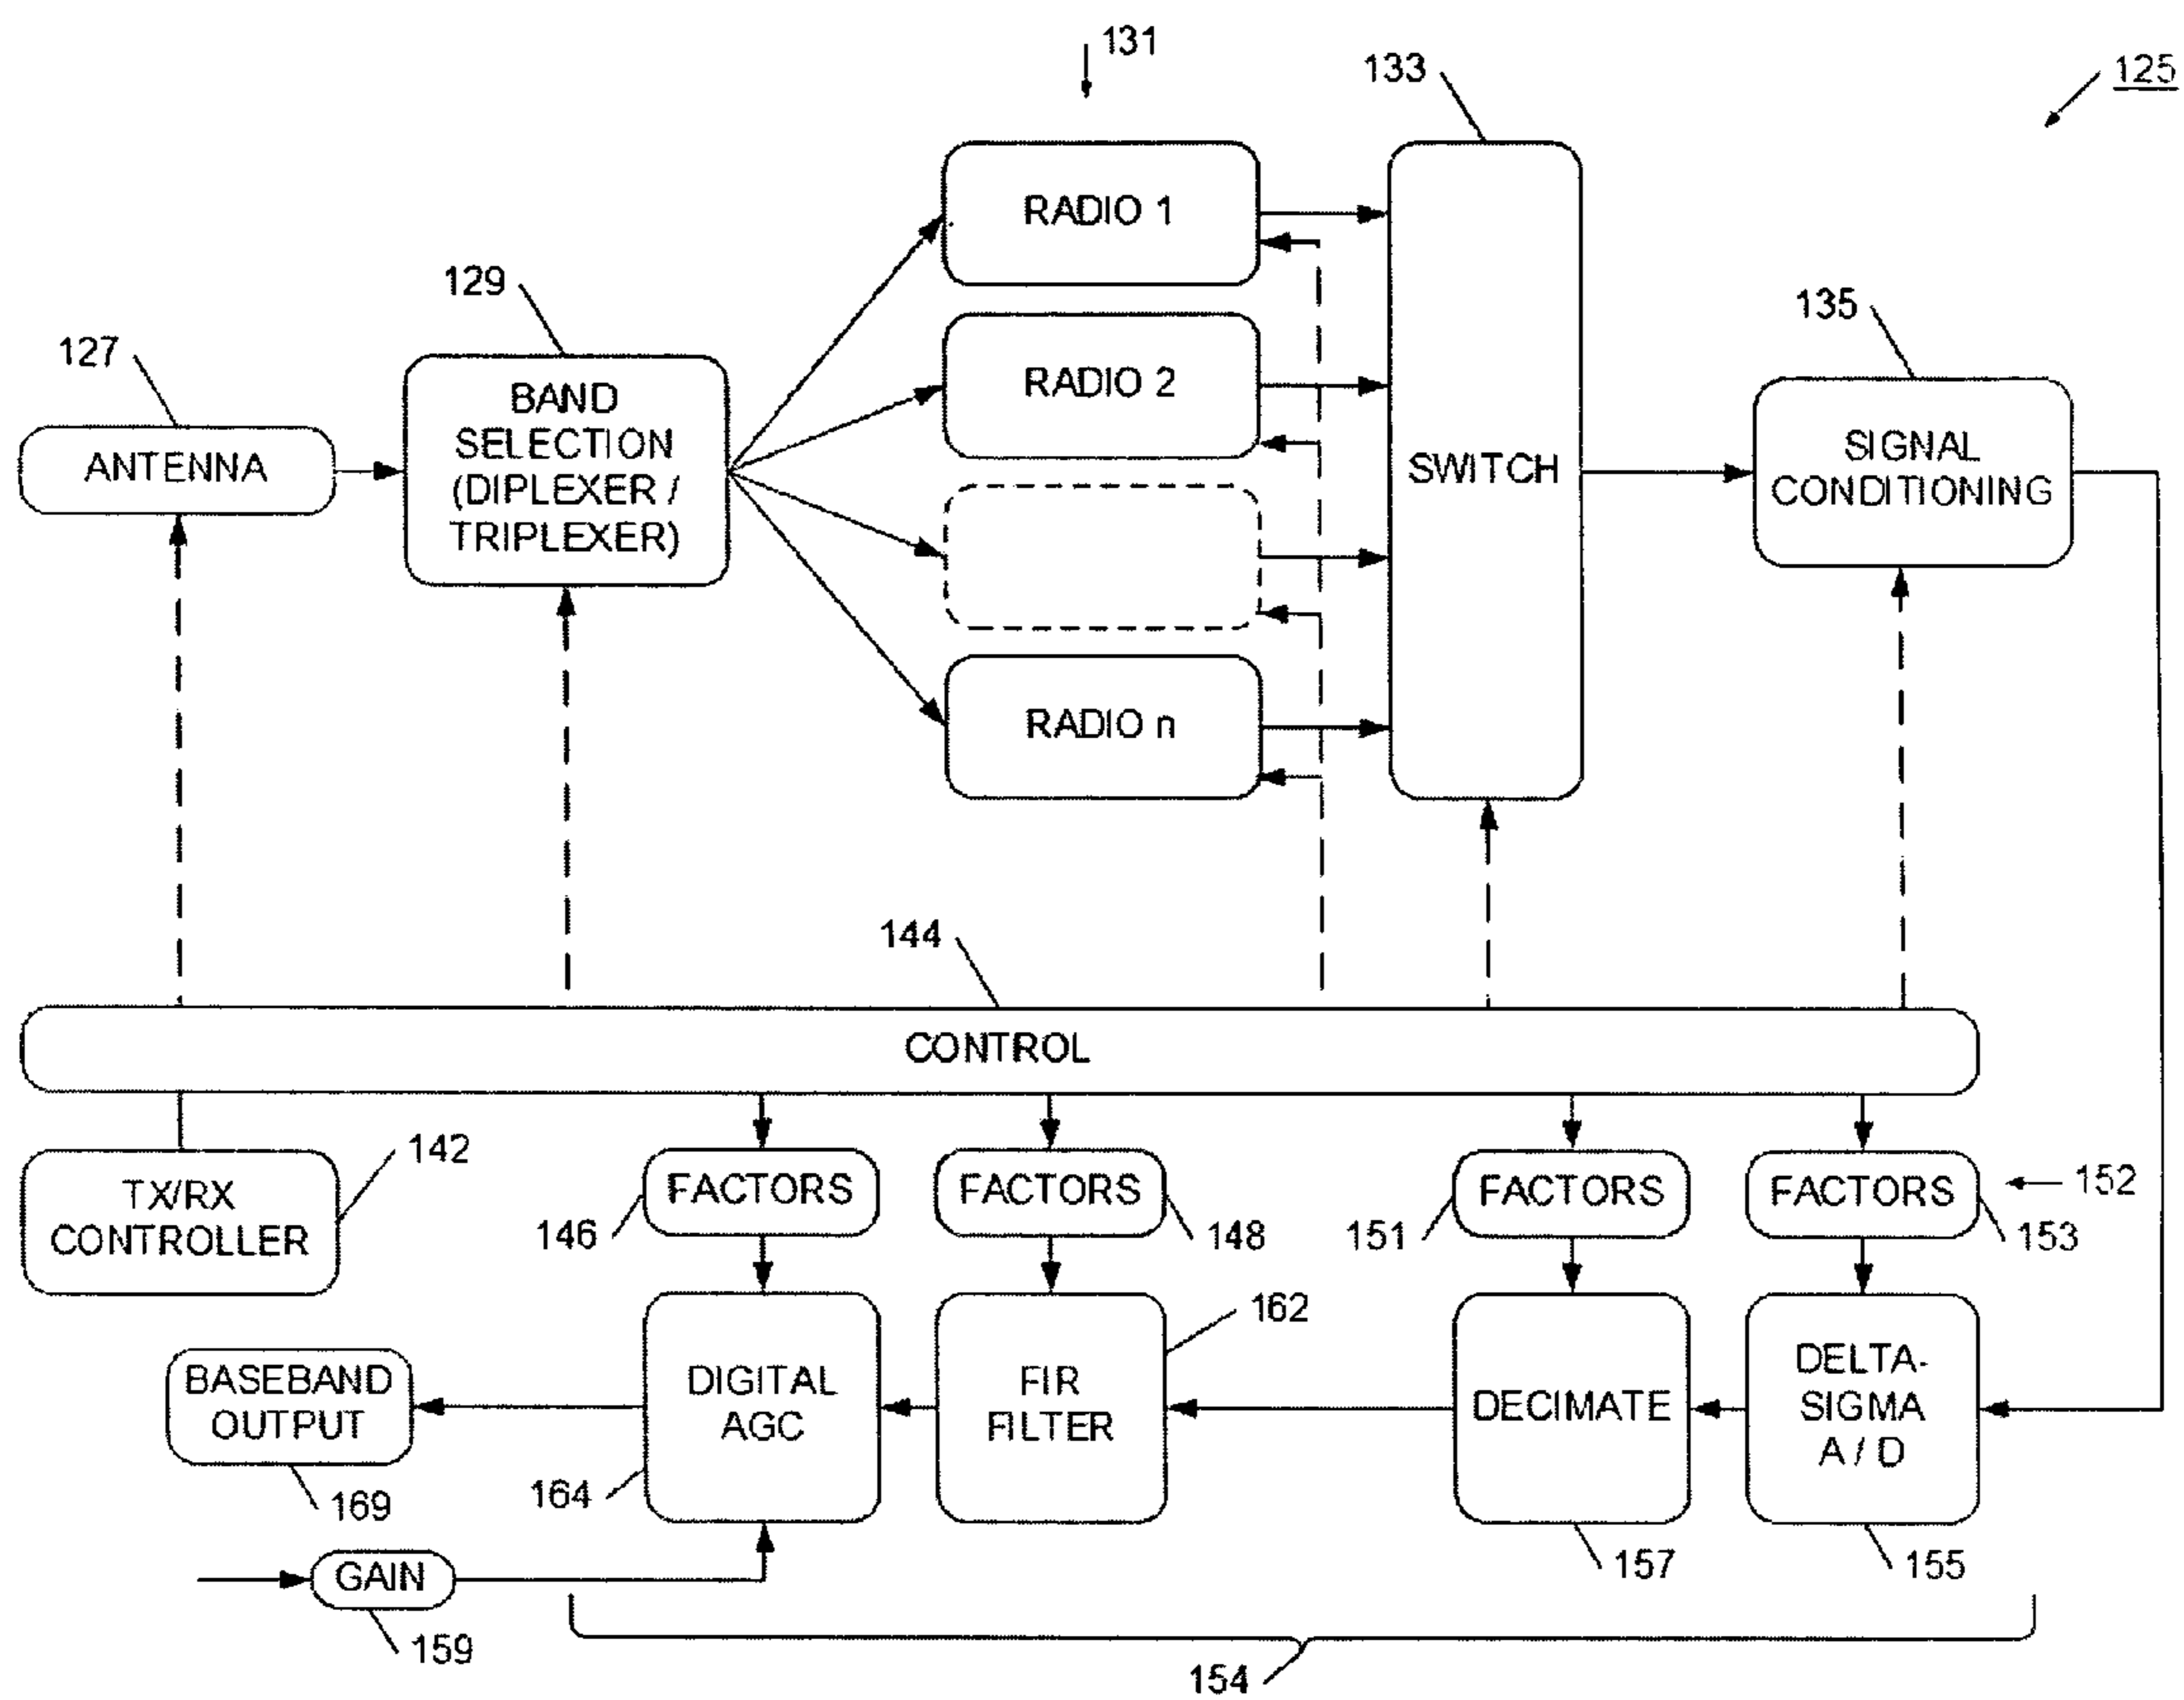 131
133
125
RADIO 1
129
135
127
BAND
SELECTION
(DIPLEXER /
TRIPLEXER)
RADIO 2
ANTENNA
SWITCH
SIGNAL
CONDITIONING
RADIO n
144
CONTROL
142
TX/RX
CONTROLLER
FACTORS
FACTORS
FACTORS
FACTORS
152
146
148
151
153
162
BASEBAND
OUTPUT
DIGITAL
AGC
FIR
FILTER
DECIMATE
DELTA-
SIGMA
A / D
169
164
157
155
GAIN
159
154